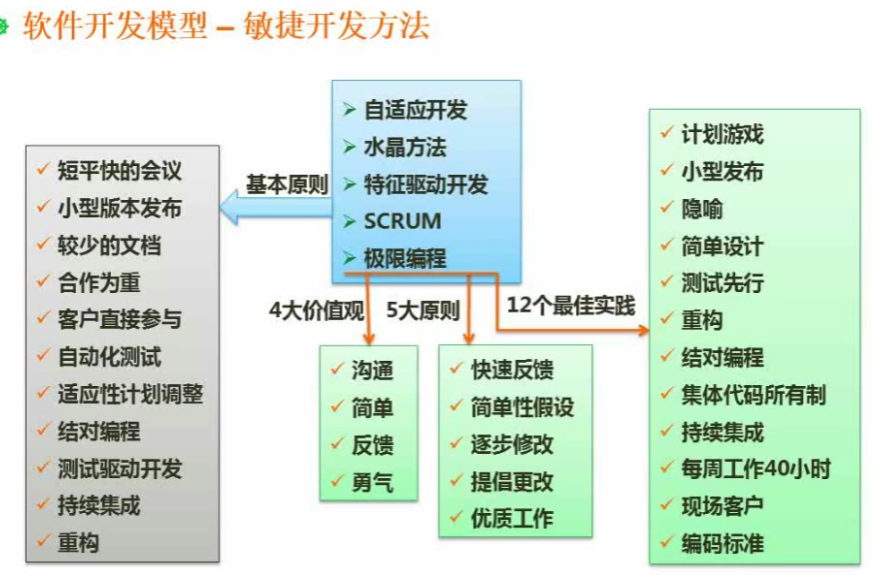 软件开发模型 – 敏捷开发方法
自适应开发
水晶方法
特征驱动开发
SCRUM
极限编程
基本原则
短平快的会议
小型版本发布
较少的文档
合作为重
客户直接参与
自动化测试
适应性计划调整
结对编程
测试驱动开发
持续集成
重构
4大价值观
沟通
简单
反馈
勇气
5大原则
快速反馈
简单性假设
逐步修改
提倡更改
优质工作
12个最佳实践
计划游戏
小型发布
隐喻
简单设计
测试先行
重构
结对编程
集体代码所有制
持续集成
每周工作40小时
现场客户
编码标准